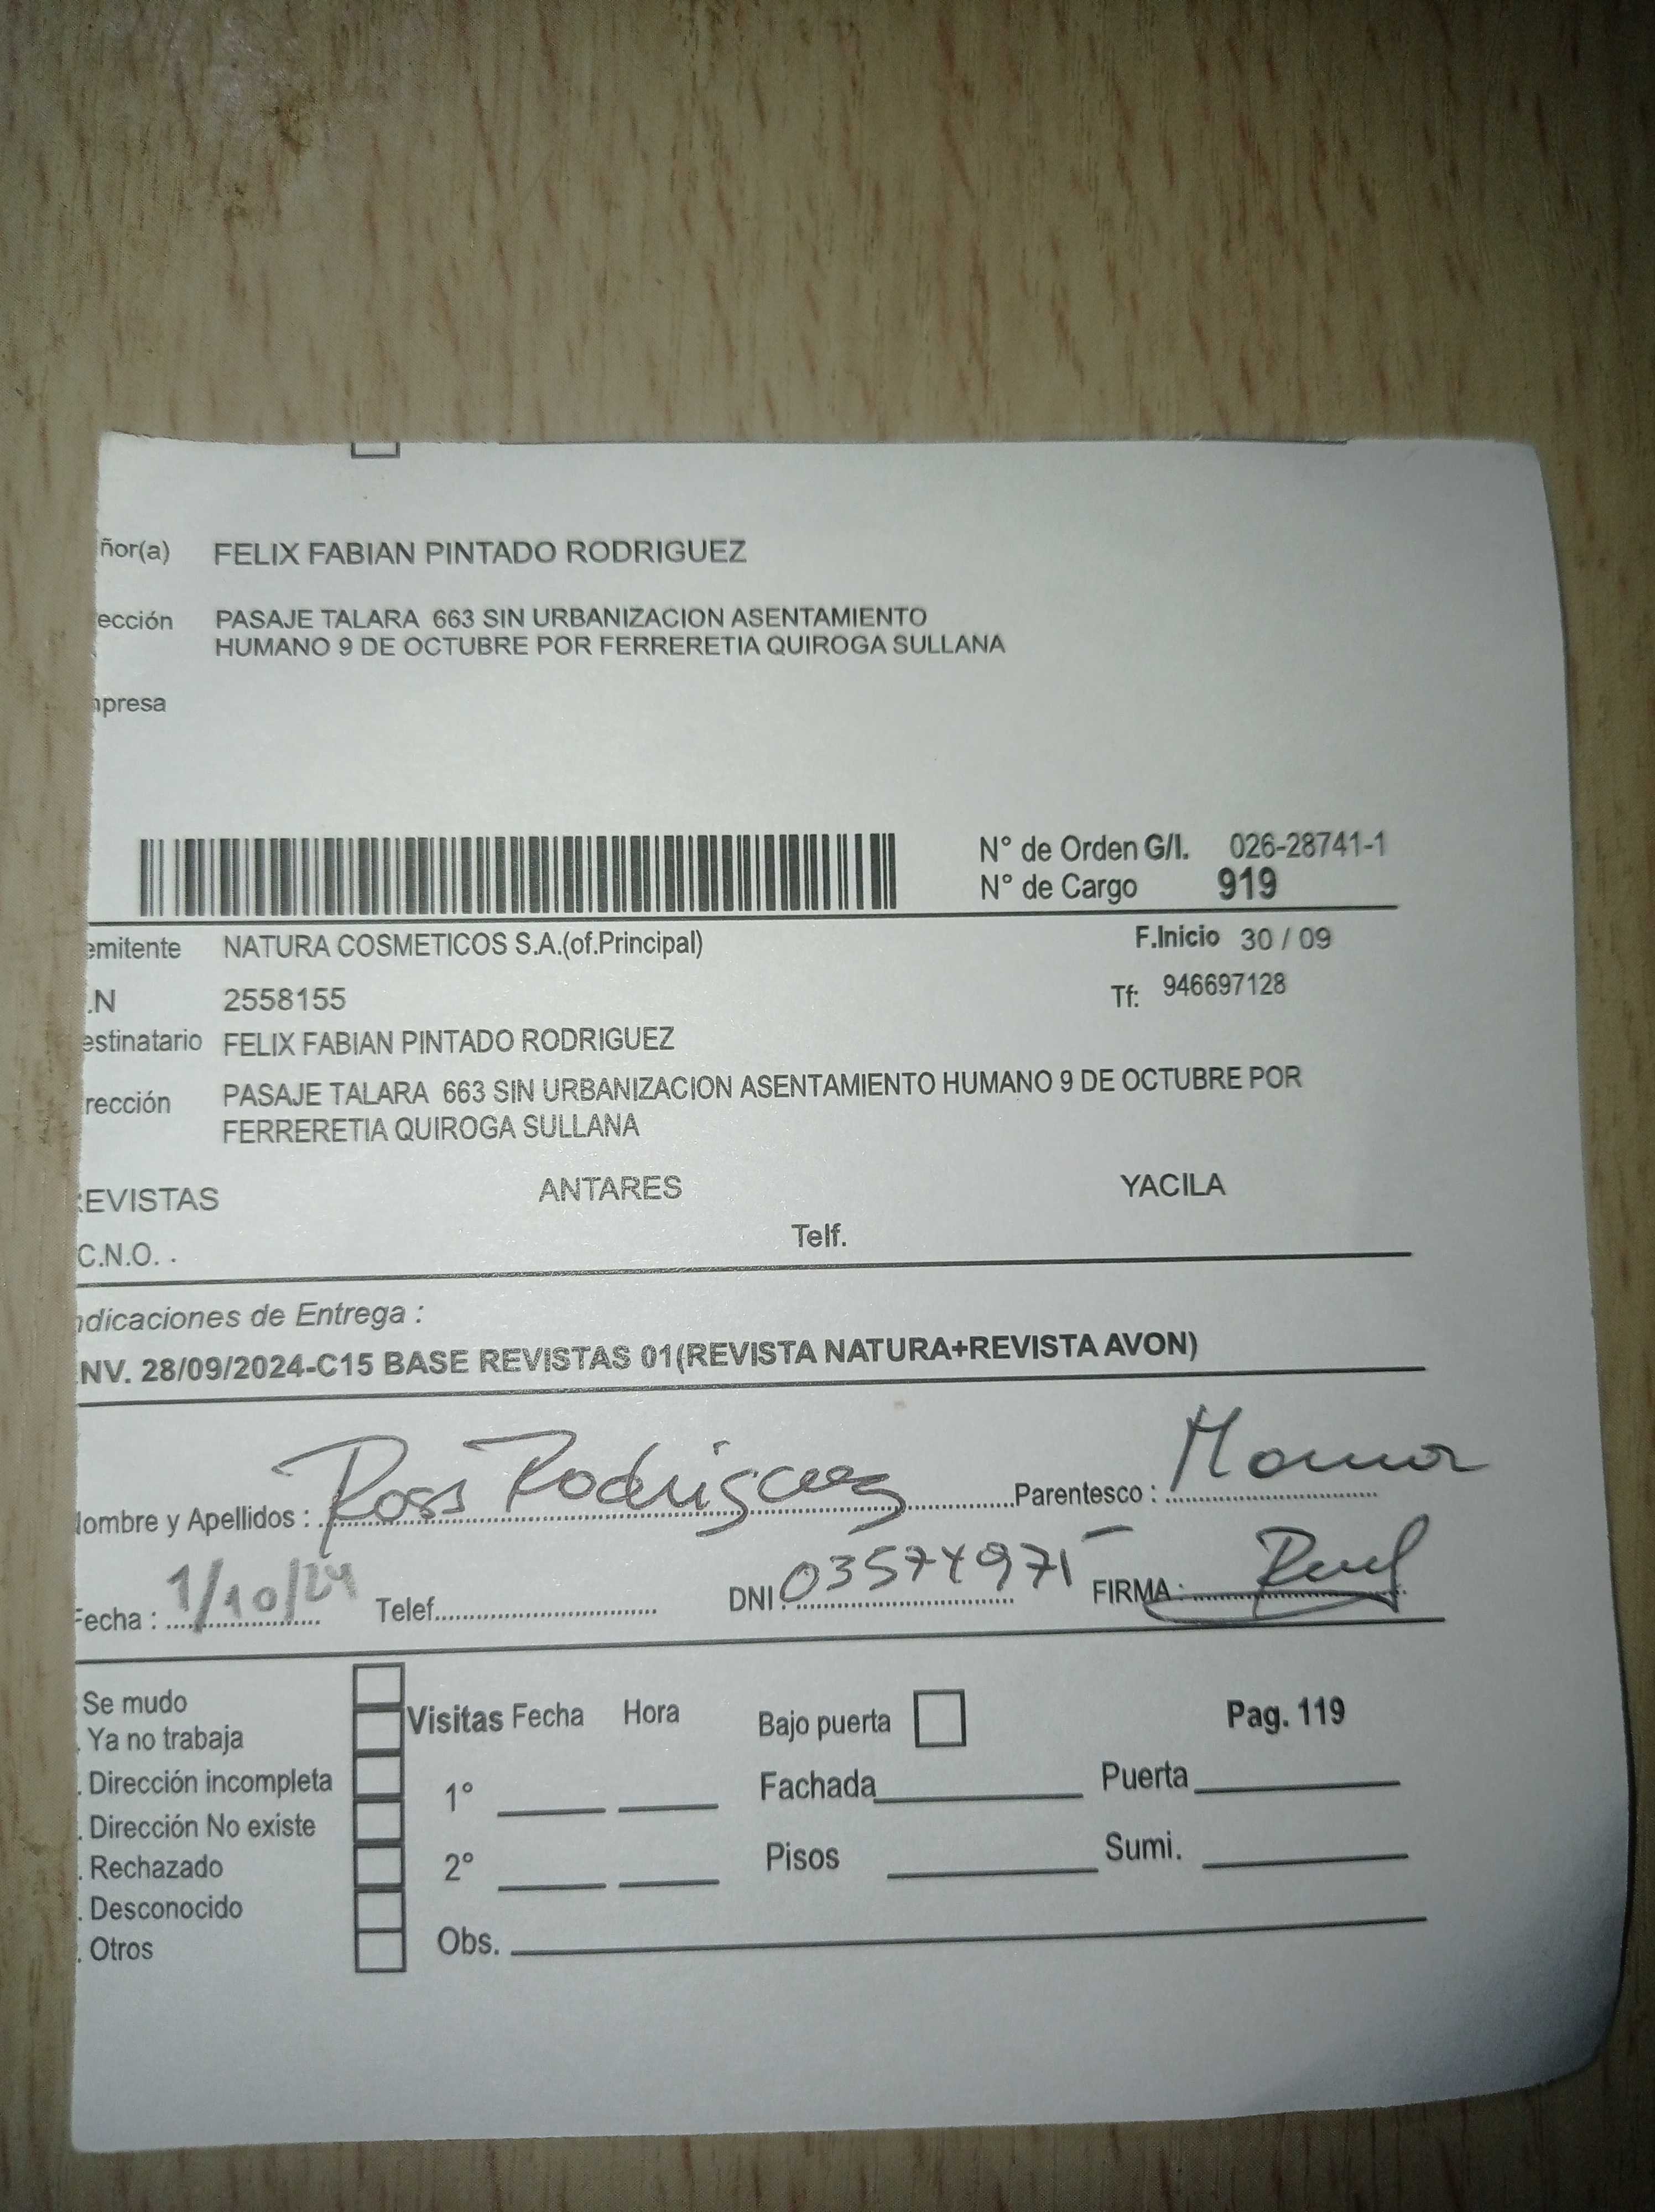 ñor(a) FELIX FABIAN PINTADO RODRIGUEZ
ección PASAJE TALARA 663 SIN URBANIZACION ASENTAMIENTO
HUMANO 9 DE OCTUBRE POR FERRERETIA QUIROGA SULLANA
mpresa
N° de Orden G/I. 026-28741-1
N° de Cargo 919
emitente NATURA COSMETICOS S.A.(of.Principal) F.Inicio 30 / 09
.N 2558155 Tf: 946697128
estinatario FELIX FABIAN PINTADO RODRIGUEZ
rección PASAJE TALARA 663 SIN URBANIZACION ASENTAMIENTO HUMANO 9 DE OCTUBRE POR
FERRERETIA QUIROGA SULLANA
REVISTAS ANTARES YACILA
C.N.O. . Telf.
ndicaciones de Entrega :
NV. 28/09/2024-C15 BASE REVISTAS 01(REVISTA NATURA+REVISTA AVON)
Nombre y Apellidos : Ross Rodriguez Parentesco :
Fecha : 1/10/24 Telef. DNI: 03574971 FIRMA :
Se mudo
Visitas Fecha Hora Bajo puerta Pag. 119
. Ya no trabaja
. Dirección incompleta 1° Fachada Puerta
. Dirección No existe
. Rechazado 2° Pisos Sumi.
. Desconocido
. Otros Obs.